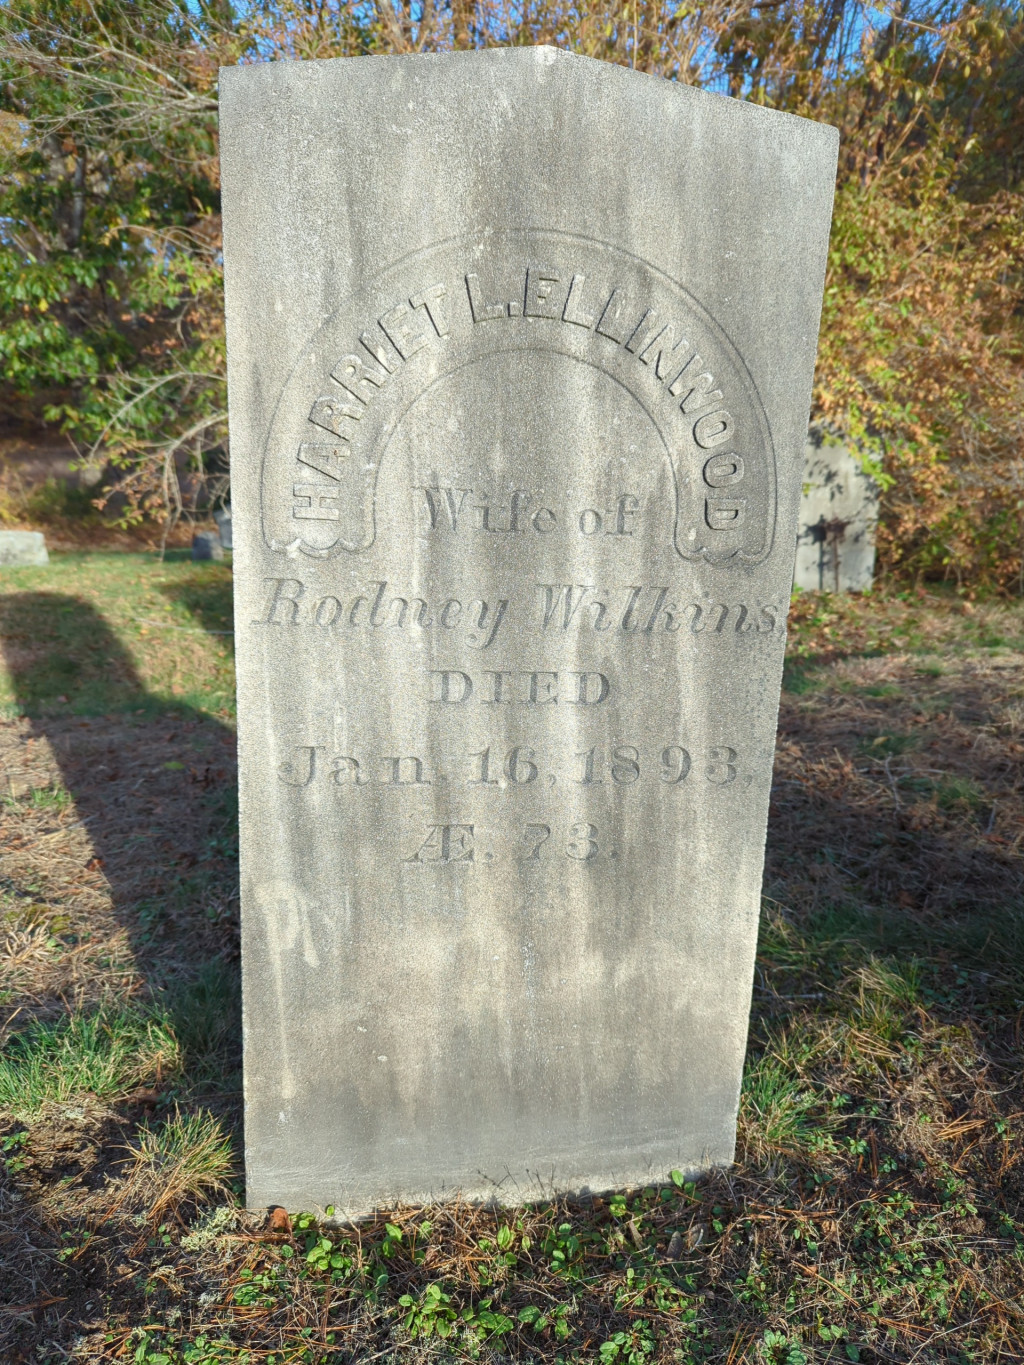 HARRIET L. ELLINWOOD
Wife of
Rodney Wilkins,
DIED
Jan. 16, 1893,
Æ. 73.